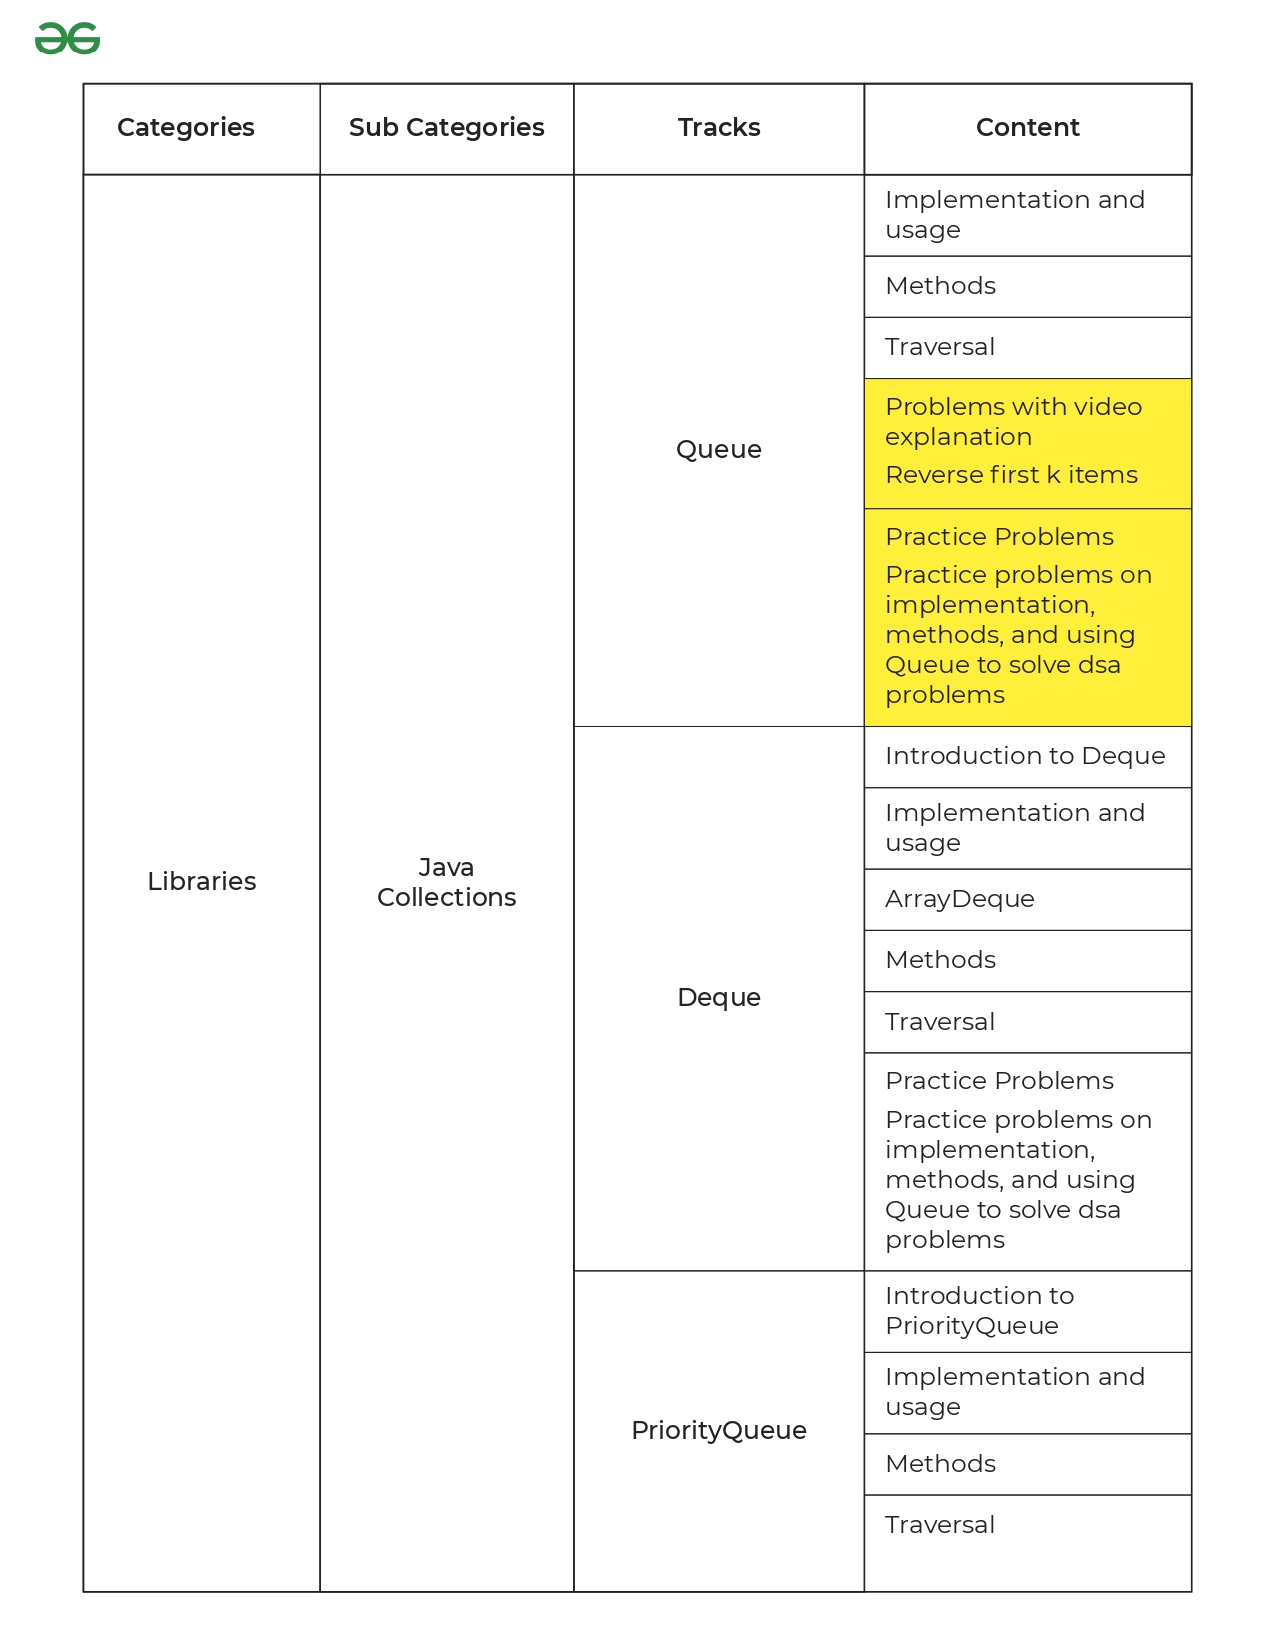 Categories
Sub Categories
Tracks
Content
Libraries
Java
Collections
Queue
Implementation and
usage
Methods
Traversal
Problems with video
explanation
Reverse first k items
Practice Problems
Practice problems on
implementation,
methods, and using
Queue to solve dsa
problems
Deque
Introduction to Deque
Implementation and
usage
ArrayDeque
Methods
Traversal
Practice Problems
Practice problems on
implementation,
methods, and using
Queue to solve dsa
problems
PriorityQueue
Introduction to
PriorityQueue
Implementation and
usage
Methods
Traversal